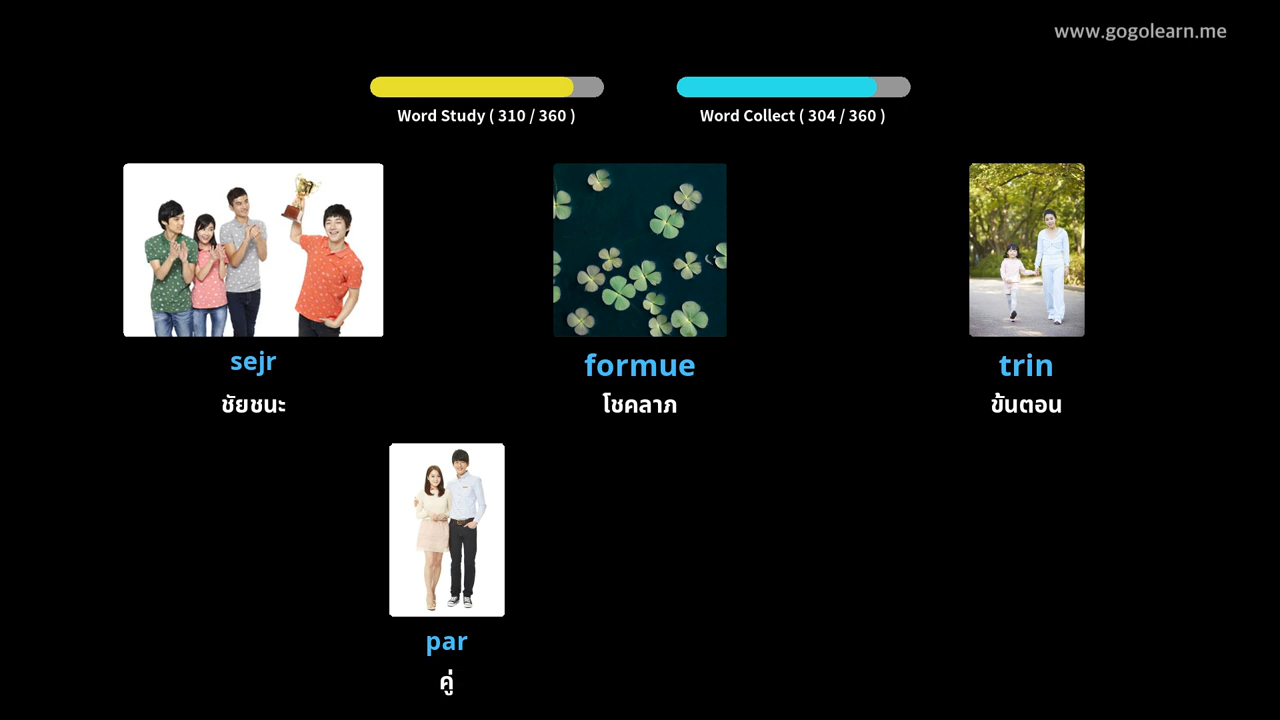 www.gogolearn.me
Word Study ( 310 / 360 )
Word Collect ( 304 / 360 )
sejr
ชัยชนะ
formue
โชคลาภ
trin
ขั้นตอน
par
คู่